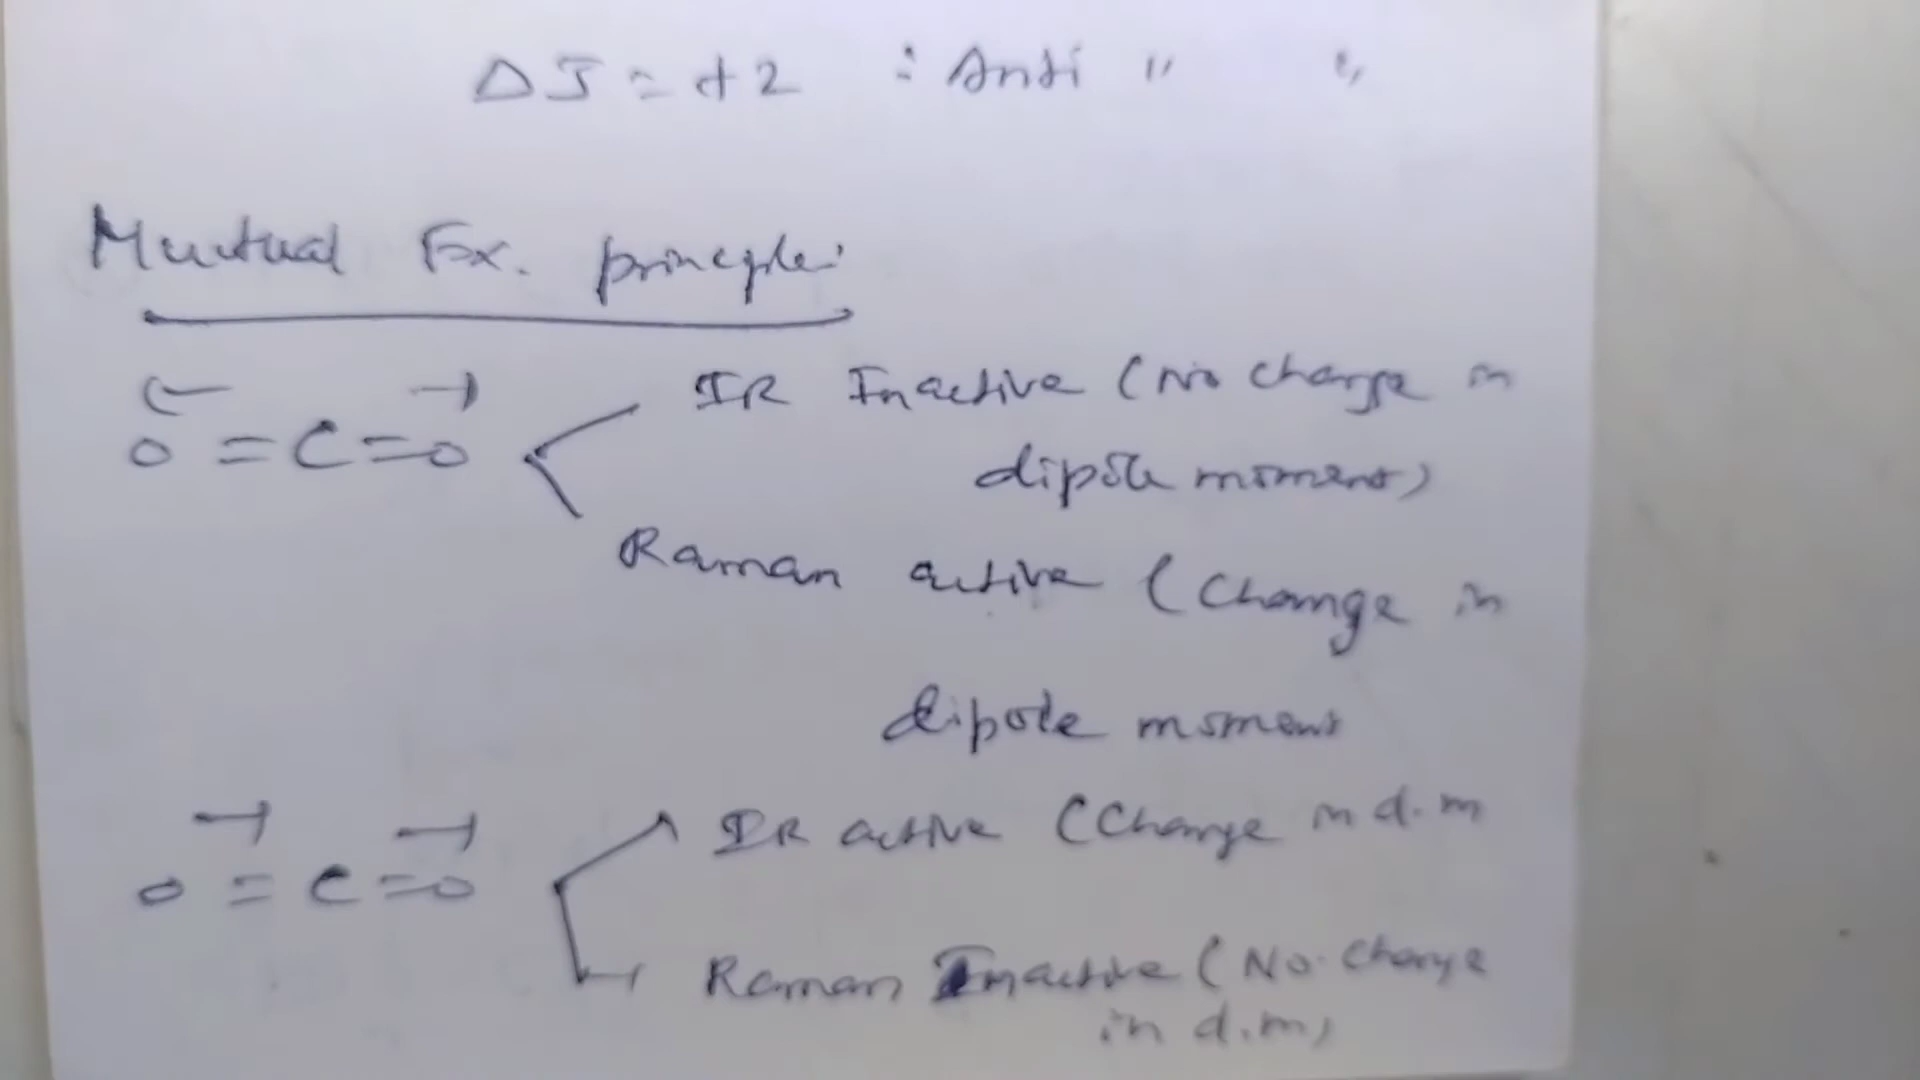 ΔJ = +2 : Anti " "
Mutual Ex. principle:
O = C = O
IR Inactive (No change in
dipole moment)
Raman active (Change in
dipole moment
O = C = O
IR active (Change in d.m
Raman Inactive (No change
in d.m)